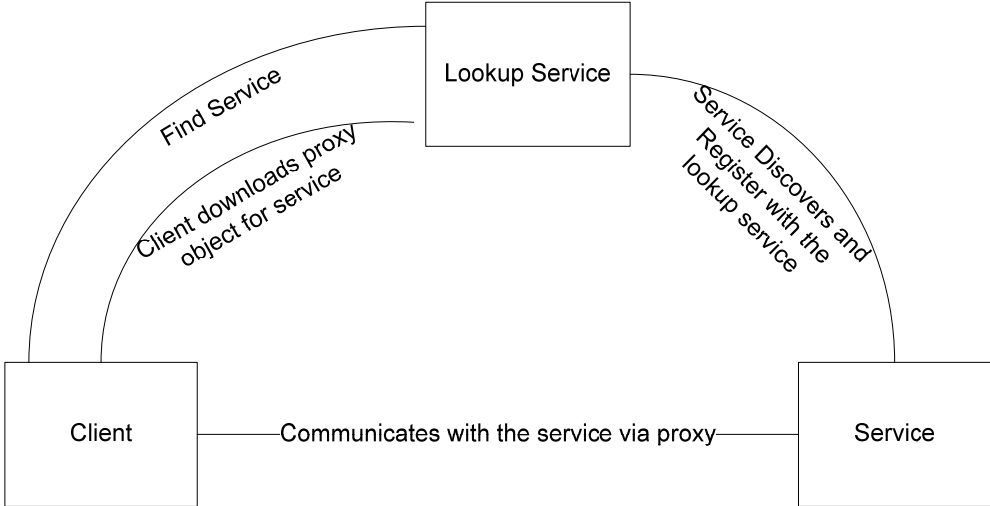 Lookup Service
Find Service
Client downloads proxy
object for service
Service Discovers and
Register with the
lookup service
Client
Communicates with the service via proxy
Service